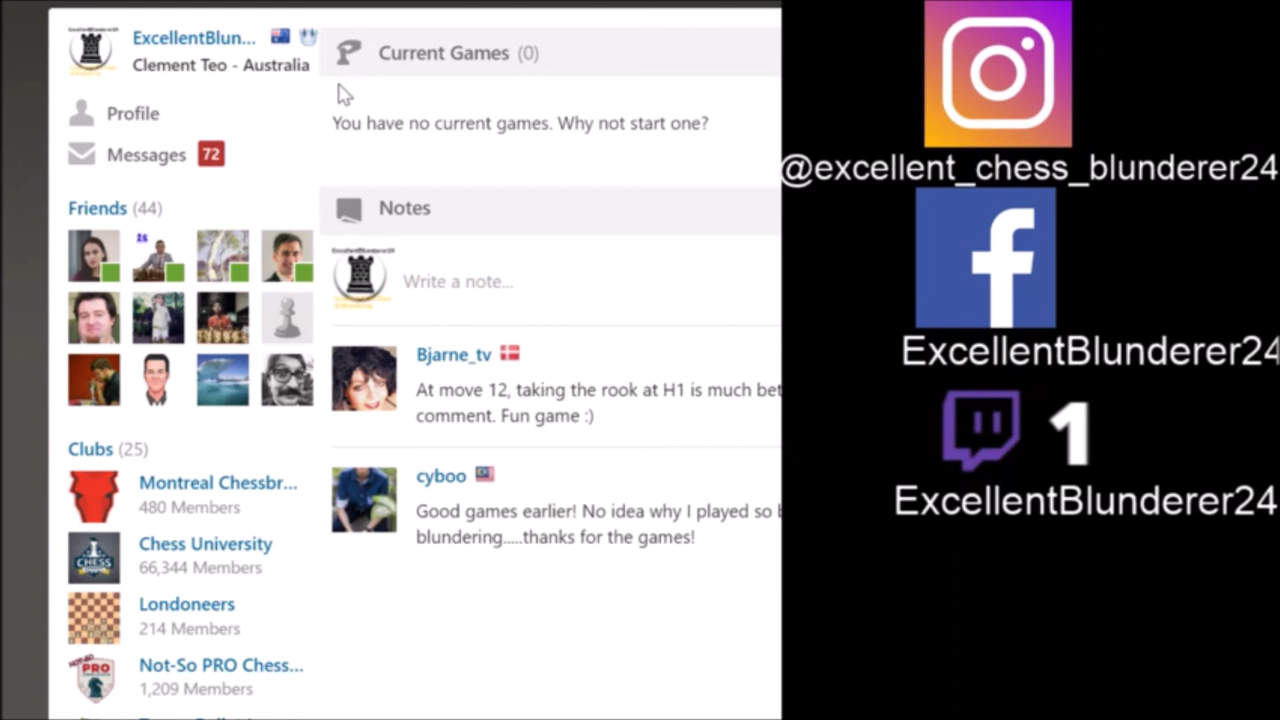 ExcellentBlun...
Clement Teo - Australia
Profile
Messages 72
Friends (44)
Clubs (25)
Montreal Chessbr...
480 Members
Chess University
66,344 Members
Londoneers
214 Members
Not-So PRO Chess...
1,209 Members
Current Games (0)
You have no current games. Why not start one?
Notes
Write a note...
Bjarne_tv
At move 12, taking the rook at H1 is much bet
comment. Fun game :)
cyboo
Good games earlier! No idea why I played so b
blundering.....thanks for the games!
@excellent_chess_blunderer24
ExcellentBlunderer24
1
ExcellentBlunderer24